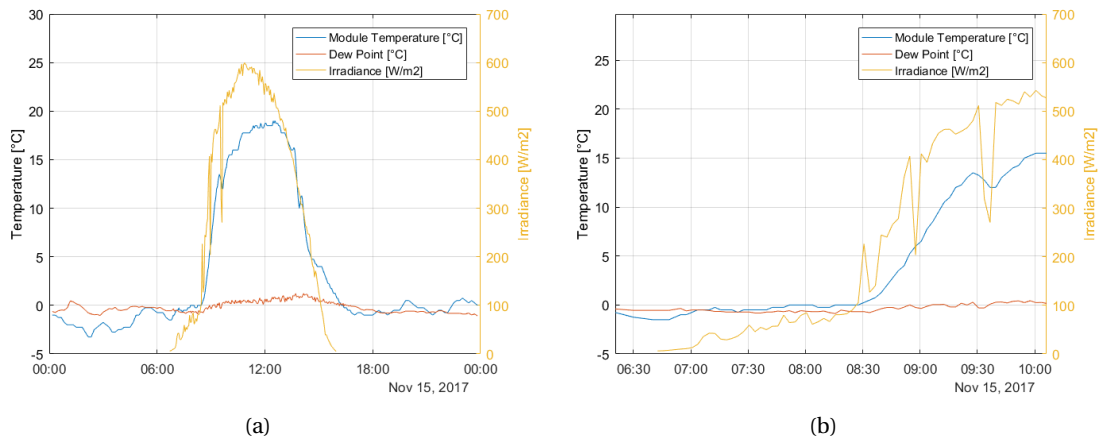 30
25
20
15
10
5
0
-5
Temperature [°C]
700
600
500
400
300
200
100
0
Irradiance [W/m2]
Module Temperature [°C]
Dew Point [°C]
Irradiance [W/m2]
00:00 06:00 12:00 18:00 00:00
Nov 15, 2017
(a)
25
20
15
10
5
0
-5
Temperature [°C]
700
600
500
400
300
200
100
0
Irradiance [W/m2]
Module Temperature [°C]
Dew Point [°C]
Irradiance [W/m2]
06:30 07:00 07:30 08:00 08:30 09:00 09:30 10:00
Nov 15, 2017
(b)